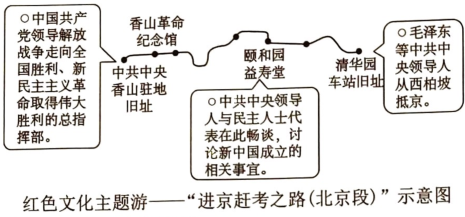 ○中国共产
党领导解放
战争走向全
国胜利、新
民主主义革
命取得伟大
胜利的总指
挥部。
香山革命
纪念馆
中共中央
香山驻地
旧址
颐和园
益寿堂
○中共中央领导
人与民主人士代
表在此畅谈，讨
论新中国成立的
相关事宜。
清华园
车站旧址
○毛泽东
等中共中
央领导人
从西柏坡
抵京。
红色文化主题游——“进京赶考之路(北京段)”示意图